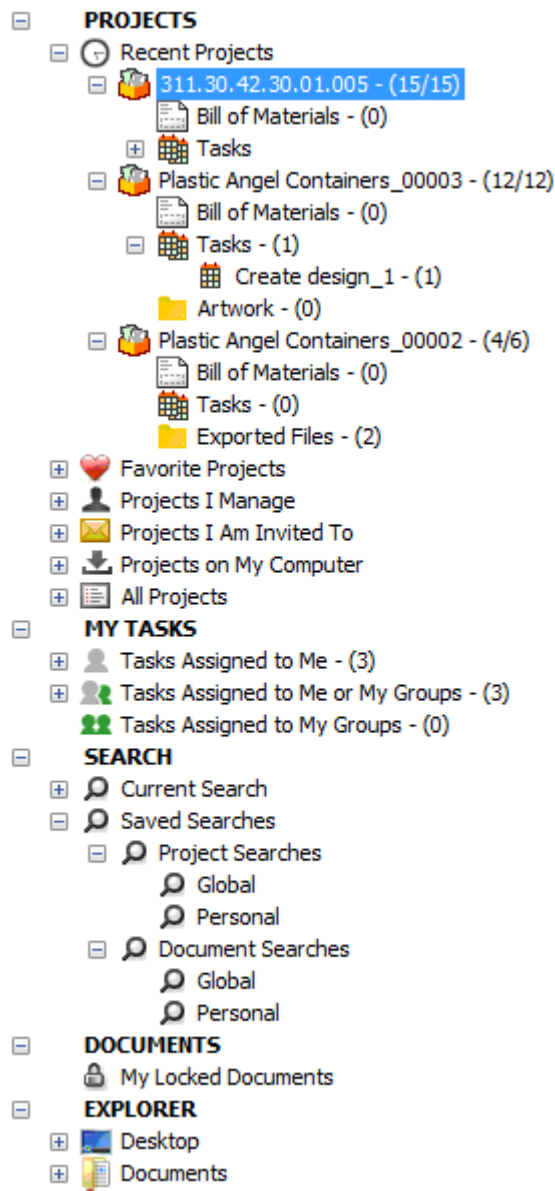 PROJECTS
Recent Projects
311.30.42.30.01.005 - (15/15)
Bill of Materials - (0)
Tasks
Plastic Angel Containers_00003 - (12/12)
Bill of Materials - (0)
Tasks - (1)
Create design_1 - (1)
Artwork - (0)
Plastic Angel Containers_00002 - (4/6)
Bill of Materials - (0)
Tasks - (0)
Exported Files - (2)
Favorite Projects
Projects I Manage
Projects I Am Invited To
Projects on My Computer
All Projects
MY TASKS
Tasks Assigned to Me - (3)
Tasks Assigned to Me or My Groups - (3)
Tasks Assigned to My Groups - (0)
SEARCH
Current Search
Saved Searches
Project Searches
Global
Personal
Document Searches
Global
Personal
DOCUMENTS
My Locked Documents
EXPLORER
Desktop
Documents